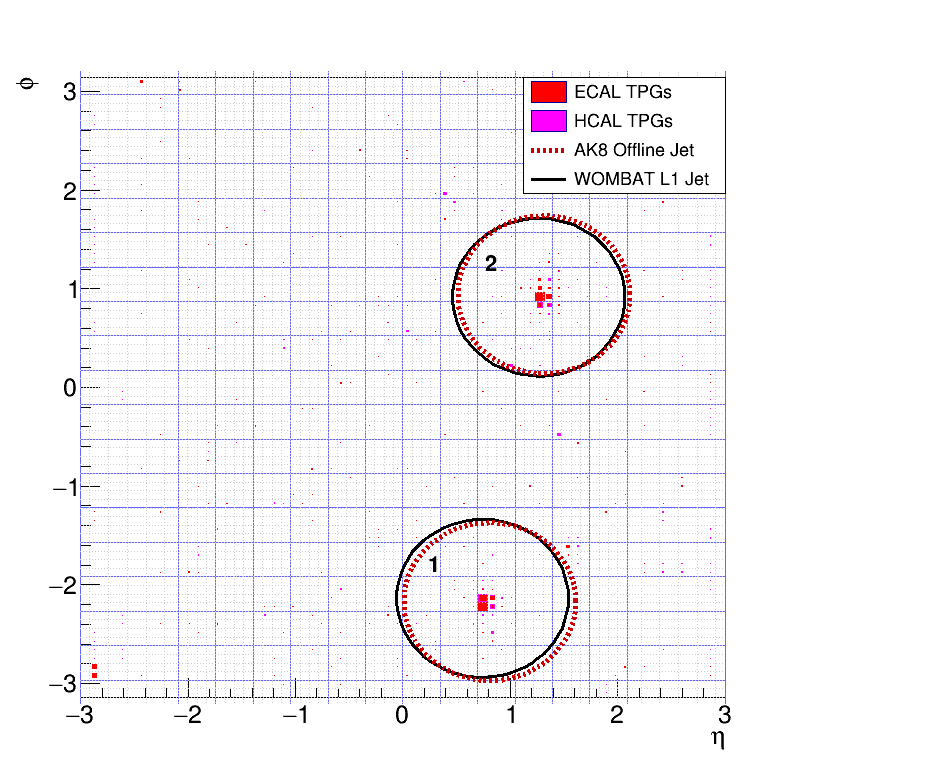 ϕ
3
2
1
0
−1
−2
−3
ECAL TPGs
HCAL TPGs
AK8 Offline Jet
WOMBAT L1 Jet
2
1
−3 −2 −1 0 1 2 3
η